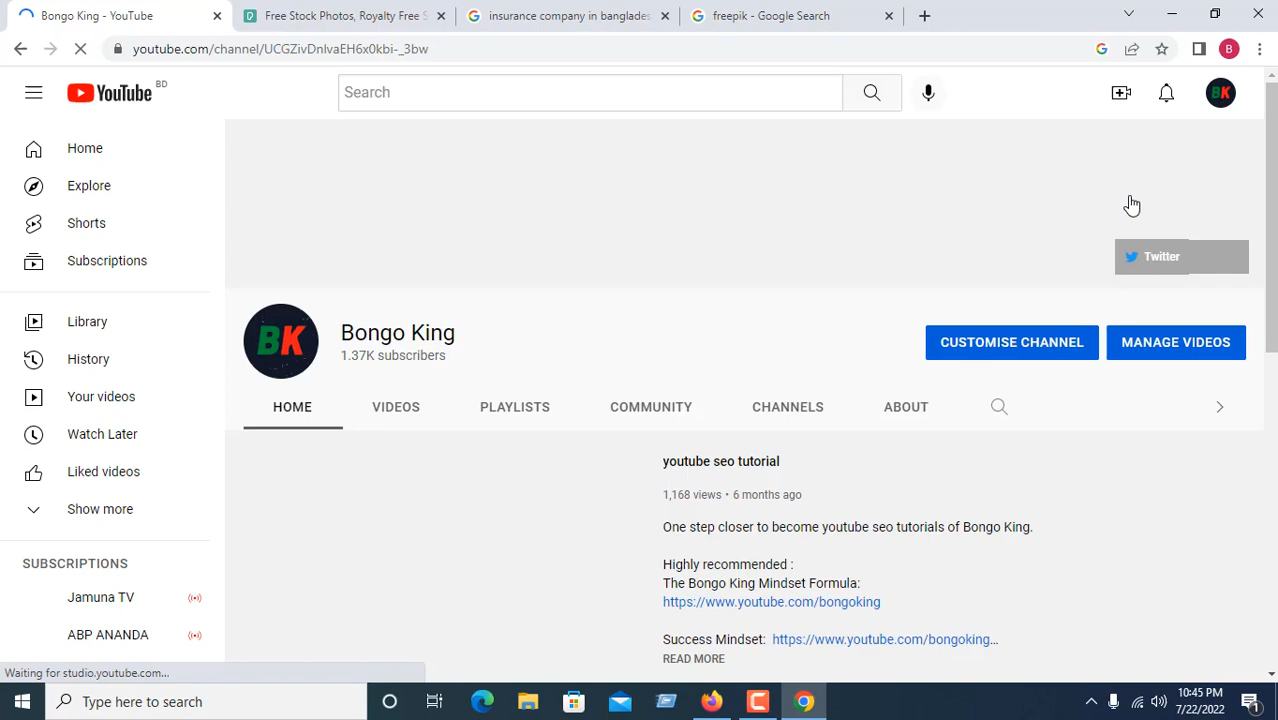 Bongo King - YouTube
Free Stock Photos, Royalty Free S
insurance company in banglades
freepik - Google Search
youtube.com/channel/UCGZivDnIvaEH6x0kbi-_3bw
B
YouTube BD
Search
BK
Home
Explore
Shorts
Subscriptions
Library
History
Your videos
Watch Later
Liked videos
Show more
SUBSCRIPTIONS
Jamuna TV
ABP ANANDA
Twitter
BK
Bongo King
1.37K subscribers
CUSTOMISE CHANNEL
MANAGE VIDEOS
HOME
VIDEOS
PLAYLISTS
COMMUNITY
CHANNELS
ABOUT
youtube seo tutorial
1,168 views • 6 months ago
One step closer to become youtube seo tutorials of Bongo King.
Highly recommended :
The Bongo King Mindset Formula:
https://www.youtube.com/bongoking
Success Mindset: https://www.youtube.com/bongoking...
READ MORE
Waiting for studio.youtube.com...
Type here to search
10:45 PM
7/22/2022
1